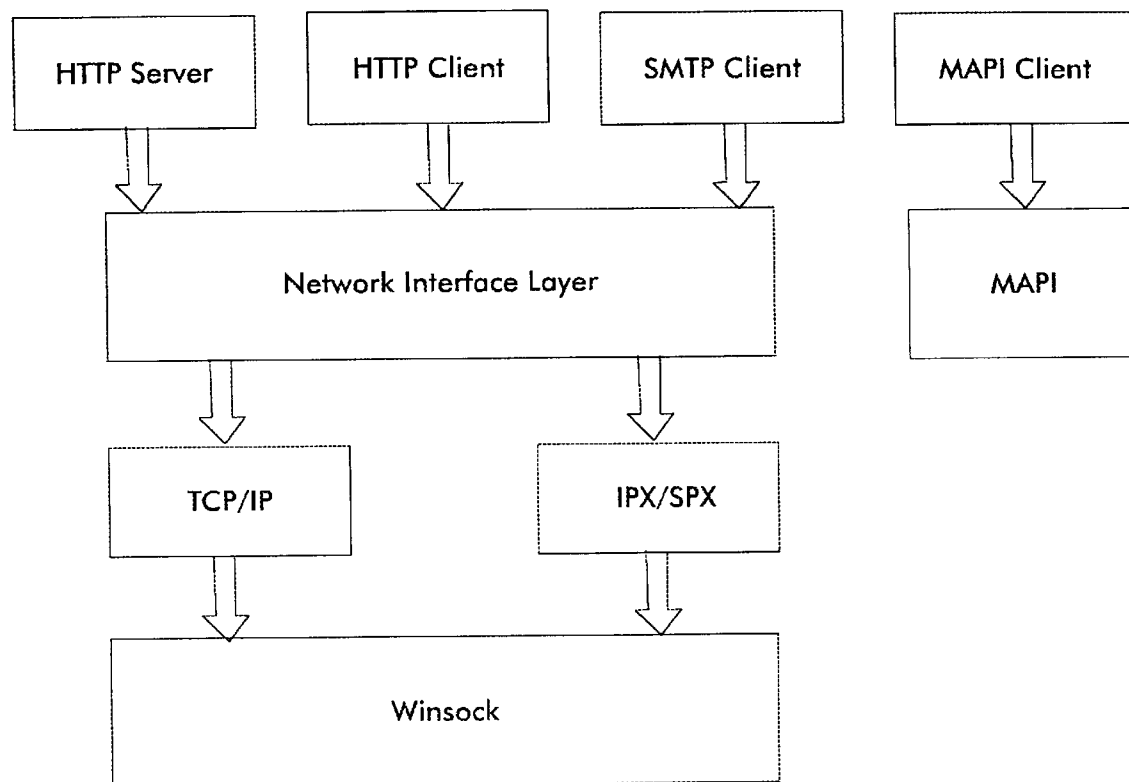 HTTP Server
HTTP Client
SMTP Client
MAPI Client
Network Interface Layer
MAPI
TCP/IP
IPX/SPX
Winsock